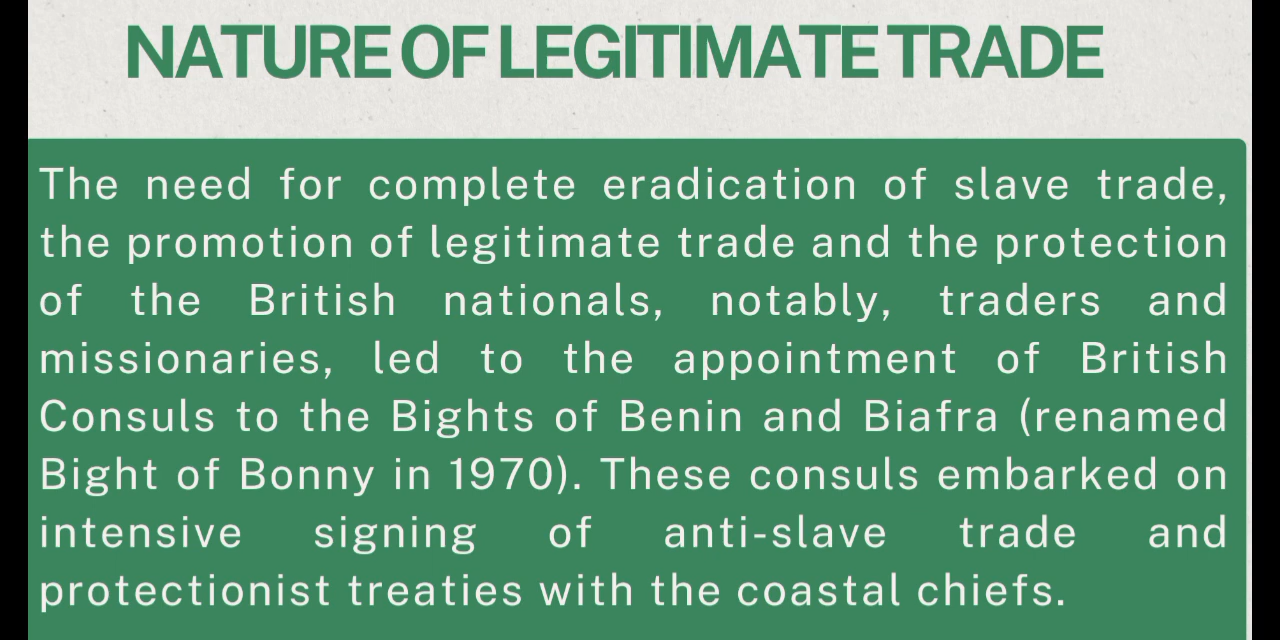 NATURE OF LEGITIMATE TRADE
The need for complete eradication of slave trade,
the promotion of legitimate trade and the protection
of the British nationals, notably, traders and
missionaries, led to the appointment of British
Consuls to the Bights of Benin and Biafra (renamed
Bight of Bonny in 1970). These consuls embarked on
intensive signing of anti-slave trade and
protectionist treaties with the coastal chiefs.